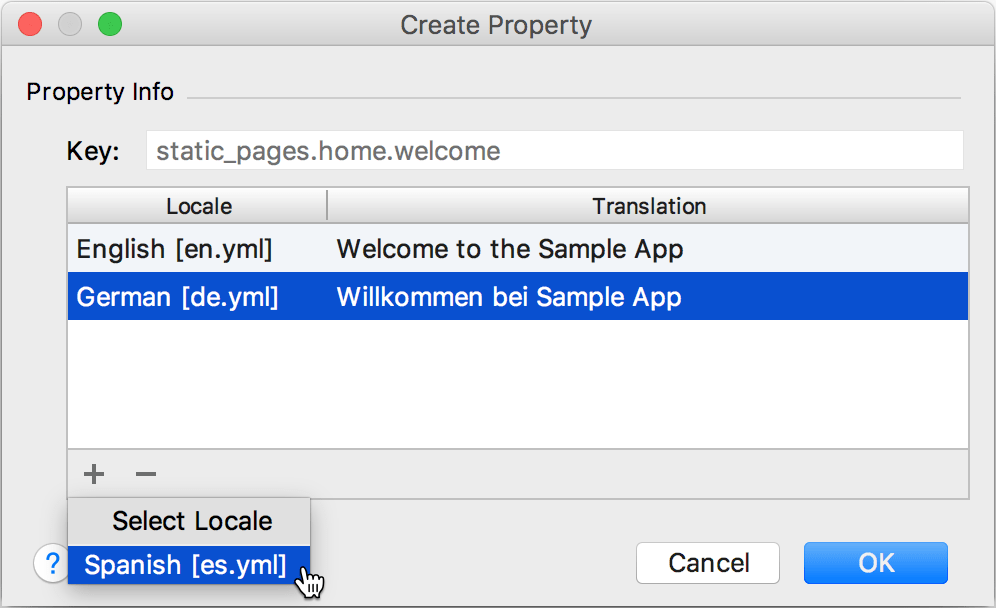 Create Property
Property Info
Key: static_pages.home.welcome
Locale Translation
English [en.yml] Welcome to the Sample App
German [de.yml] Willkommen bei Sample App
+ −
Select Locale
? Spanish [es.yml] Cancel OK